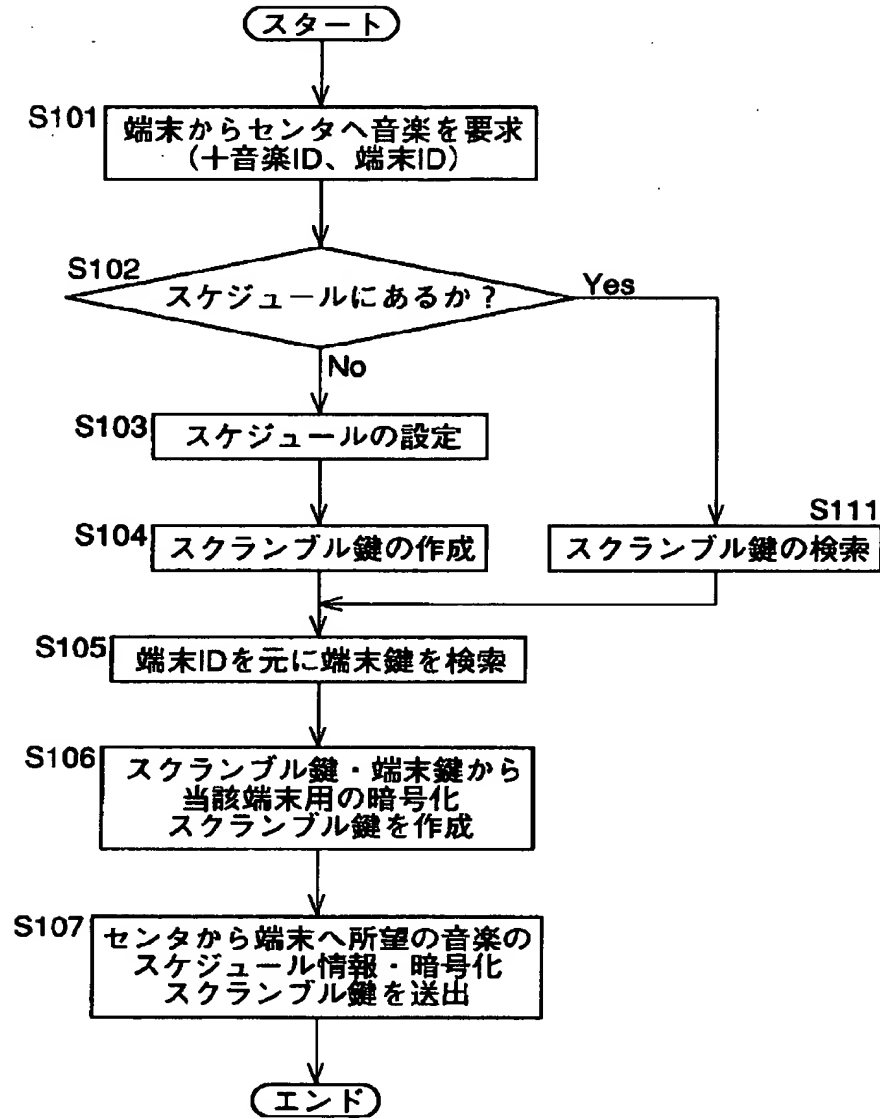 スタート
S101
端末からセンタへ音楽を要求
(＋音楽ID、端末ID)
S102
スケジュールにあるか？
Yes
No
S103
スケジュールの設定
S104
スクランブル鍵の作成
S111
スクランブル鍵の検索
S105
端末IDを元に端末鍵を検索
S106
スクランブル鍵・端末鍵から
当該端末用の暗号化
スクランブル鍵を作成
S107
センタから端末へ所望の音楽の
スケジュール情報・暗号化
スクランブル鍵を送出
エンド